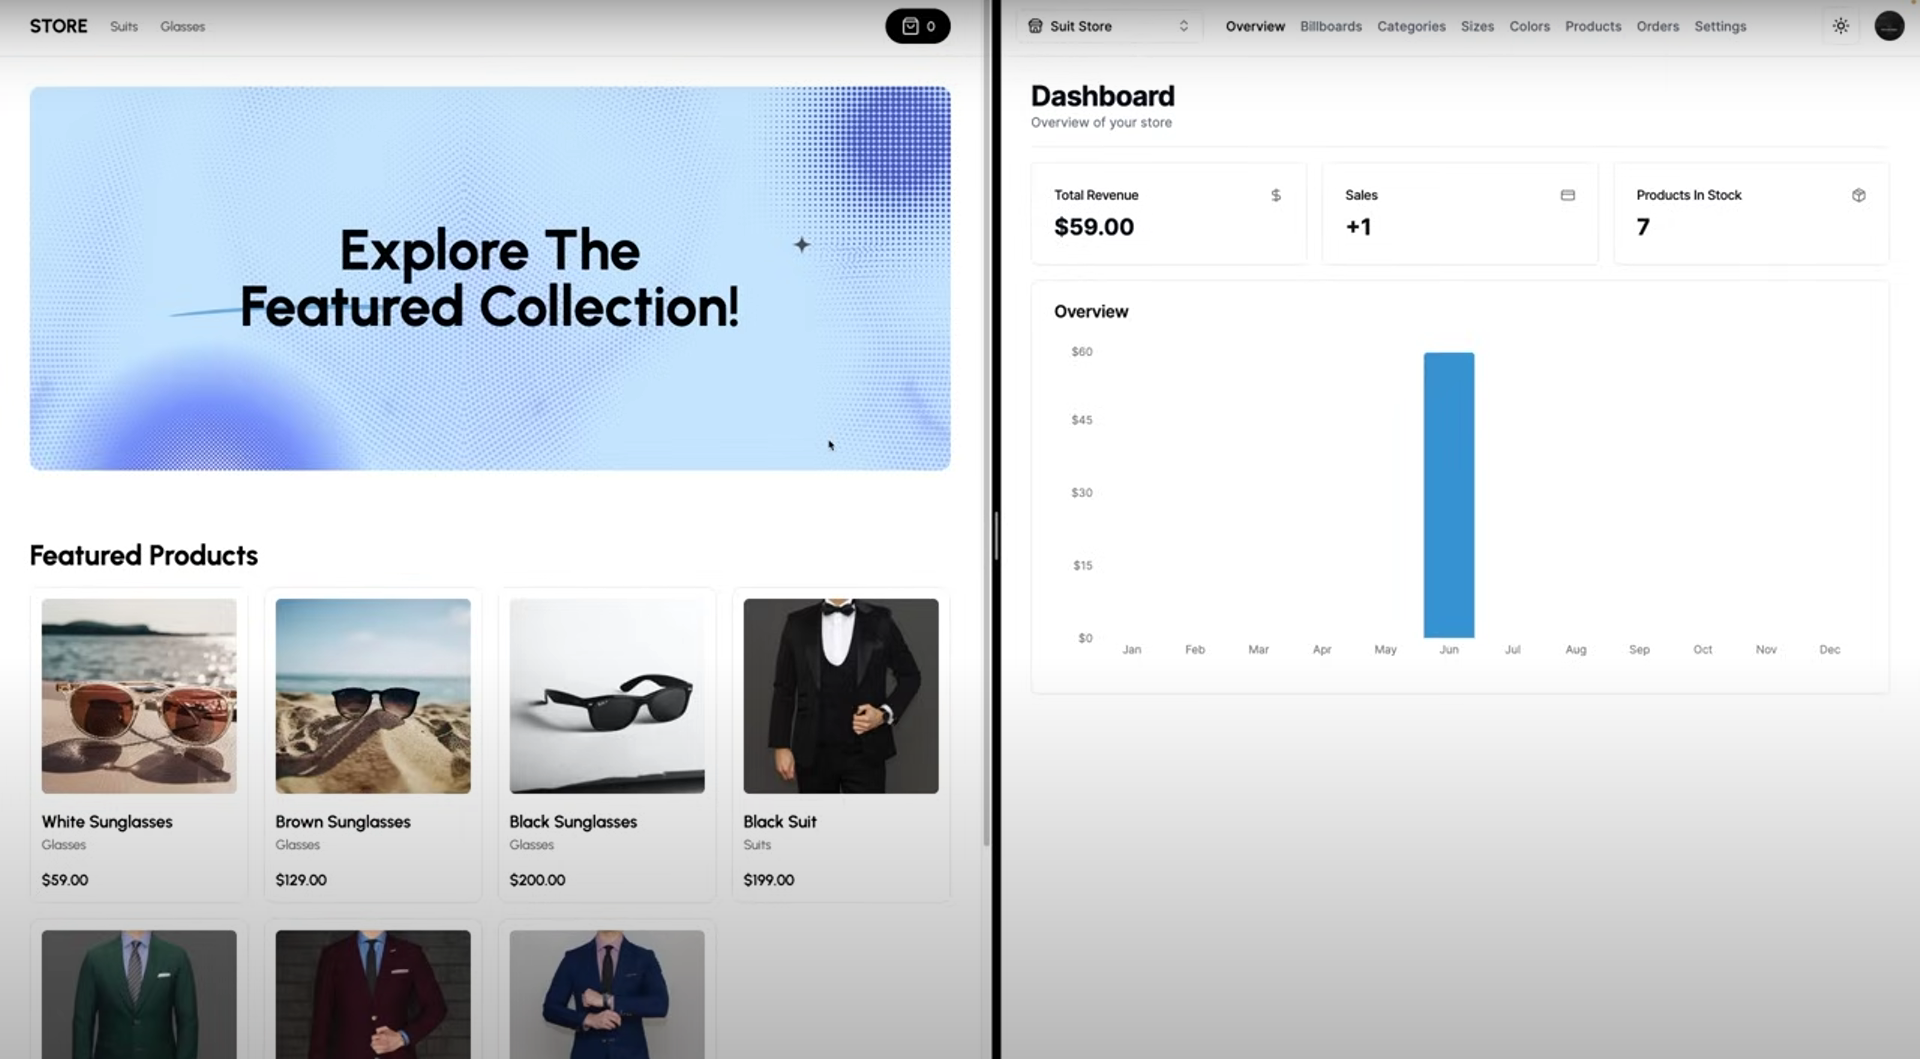 STORE Suits Glasses 0
Explore The
Featured Collection!
Featured Products
White Sunglasses
Glasses
$59.00
Brown Sunglasses
Glasses
$129.00
Black Sunglasses
Glasses
$200.00
Black Suit
Suits
$199.00
Suit Store Overview Billboards Categories Sizes Colors Products Orders Settings
Dashboard
Overview of your store
Total Revenue $
$59.00
Sales
+1
Products In Stock
7
Overview
$60
$45
$30
$15
$0
Jan Feb Mar Apr May Jun Jul Aug Sep Oct Nov Dec